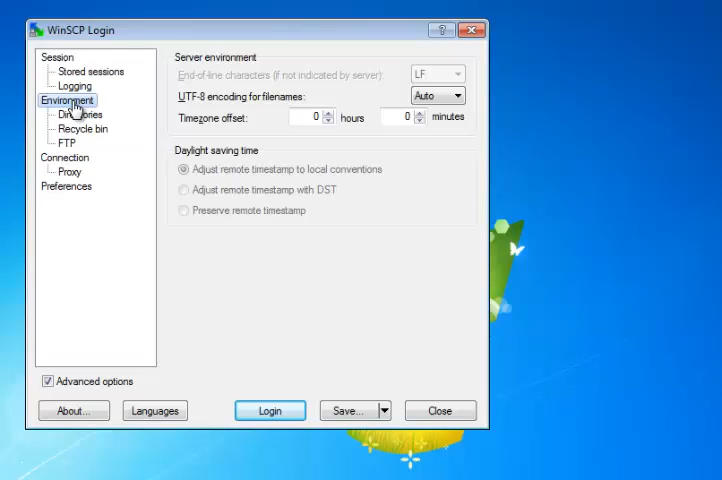 WinSCP Login
Session
Stored sessions
Logging
Environment
Directories
Recycle bin
FTP
Connection
Proxy
Preferences
Server environment
End-of-line characters (if not indicated by server):
LF
UTF-8 encoding for filenames:
Auto
Timezone offset:
0 hours
0 minutes
Daylight saving time
Adjust remote timestamp to local conventions
Adjust remote timestamp with DST
Preserve remote timestamp
Advanced options
About...
Languages
Login
Save...
Close